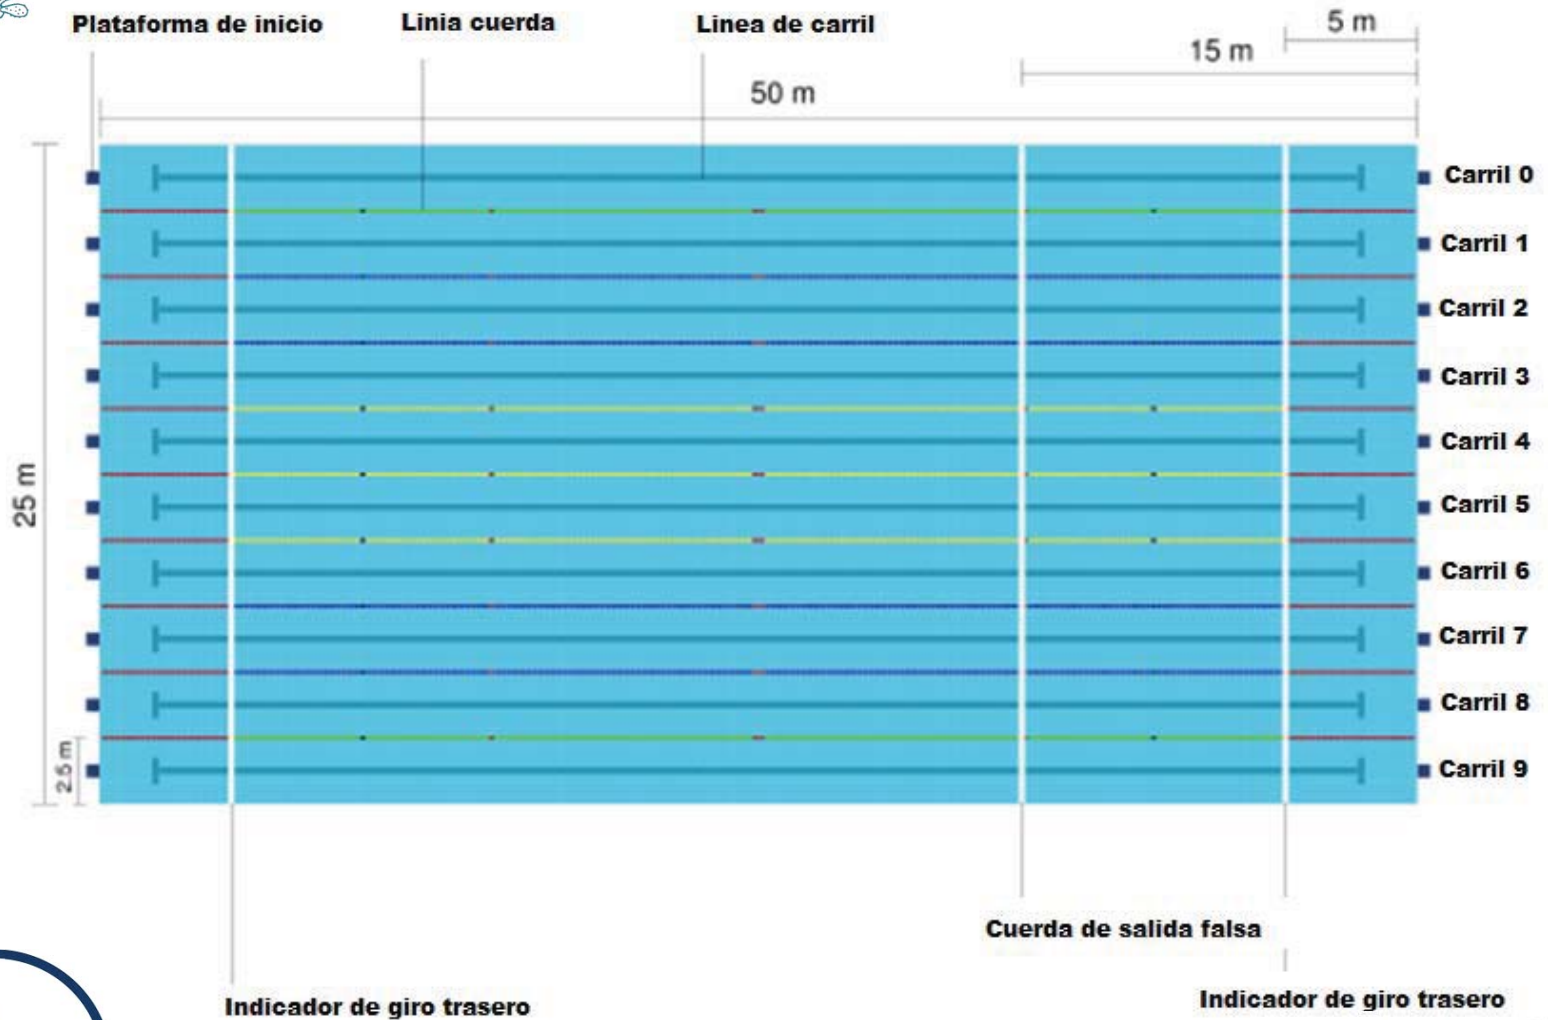 Plataforma de inicio
Linia cuerda
Linea de carril
5 m
15 m
50 m
Carril 0
Carril 1
Carril 2
Carril 3
Carril 4
25 m
Carril 5
Carril 6
Carril 7
Carril 8
2.5 m
Carril 9
Cuerda de salida falsa
Indicador de giro trasero
Indicador de giro trasero